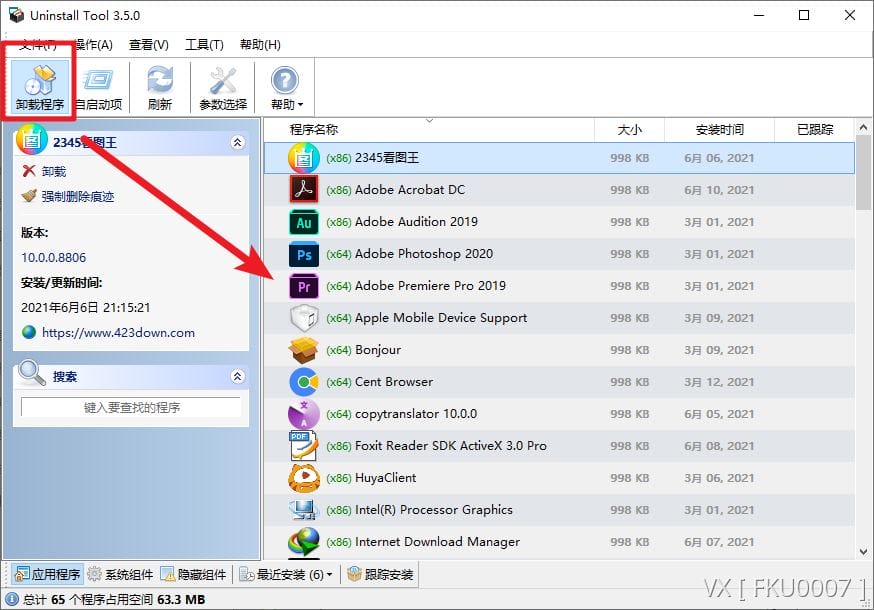 Uninstall Tool 3.5.0
文件(F) 操作(A) 查看(V) 工具(T) 帮助(H)
卸载程序 自启动项 刷新 参数选择 帮助
2345看图王
卸载
强制删除痕迹
版本:
10.0.0.8806
安装/更新时间:
2021年6月6日 21:15:21
https://www.423down.com
搜索
键入要查找的程序
程序名称 大小 安装时间 已跟踪
(x86) 2345看图王 998 KB 6月 06, 2021
(x86) Adobe Acrobat DC 998 KB 6月 10, 2021
Au (x86) Adobe Audition 2019 998 KB 3月 01, 2021
Ps (x64) Adobe Photoshop 2020 998 KB 3月 01, 2021
Pr (x64) Adobe Premiere Pro 2019 998 KB 3月 01, 2021
(x64) Apple Mobile Device Support 998 KB 3月 09, 2021
(x64) Bonjour 998 KB 3月 09, 2021
(x64) Cent Browser 998 KB 3月 12, 2021
文 A (x64) copytranslator 10.0.0 998 KB 6月 05, 2021
PDF (x86) Foxit Reader SDK ActiveX 3.0 Pro 998 KB 6月 08, 2021
(x86) HuyaClient 998 KB 3月 06, 2021
(x86) Intel(R) Processor Graphics 998 KB 3月 01, 2021
(x86) Internet Download Manager 998 KB 6月 07, 2021
应用程序 系统组件 隐藏组件 最近安装 (6) 跟踪安装
总计 65 个程序占用空间 63.3 MB
VX [ FKU0007 ]